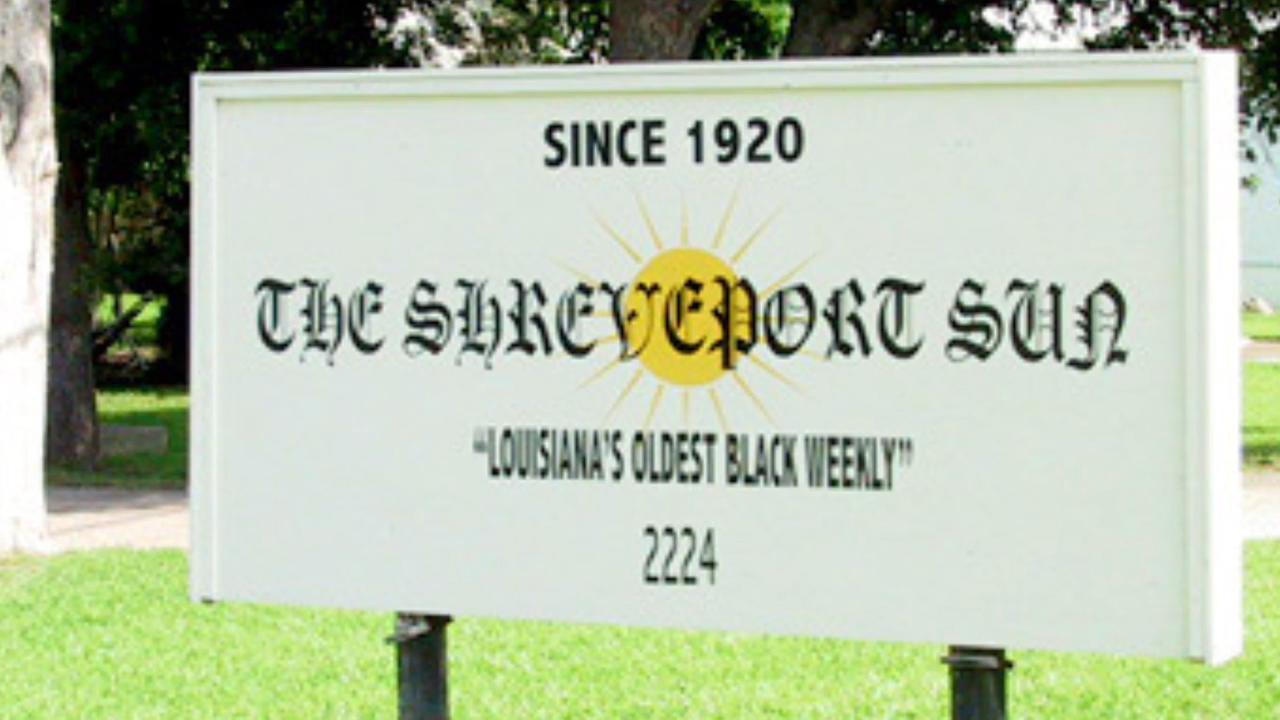 SINCE 1920
THE SHREVEPORT SUN
“LOUISIANA'S OLDEST BLACK WEEKLY”
2224